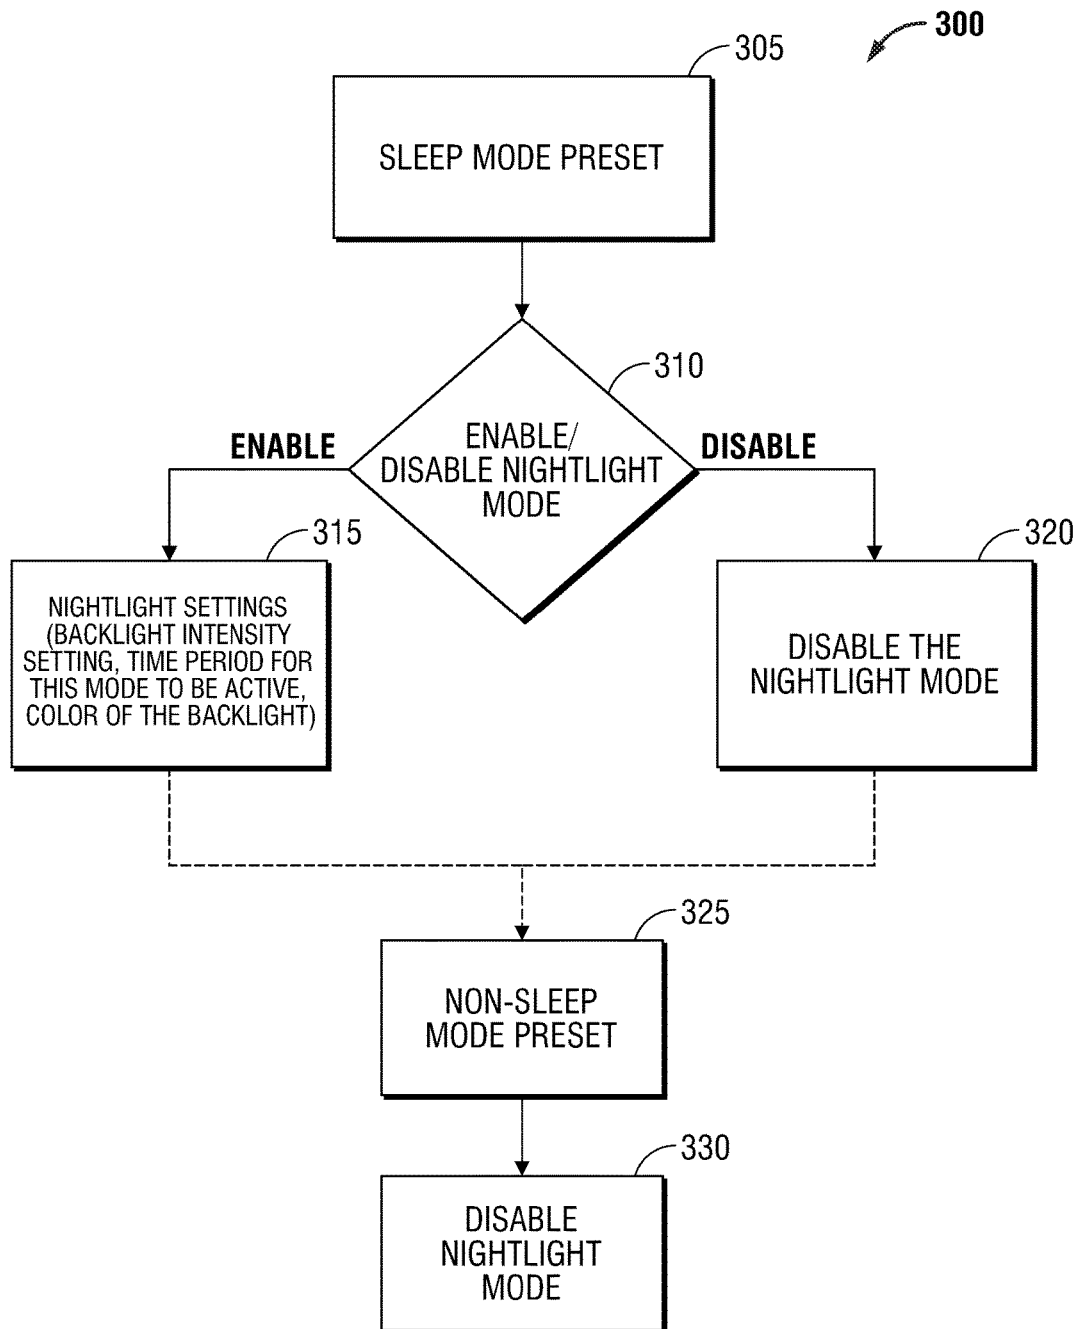 300
305
SLEEP MODE PRESET
310
ENABLE/
DISABLE NIGHTLIGHT
MODE
ENABLE
DISABLE
315
NIGHTLIGHT SETTINGS
(BACKLIGHT INTENSITY
SETTING, TIME PERIOD FOR
THIS MODE TO BE ACTIVE,
COLOR OF THE BACKLIGHT)
320
DISABLE THE
NIGHTLIGHT MODE
325
NON-SLEEP
MODE PRESET
330
DISABLE
NIGHTLIGHT
MODE